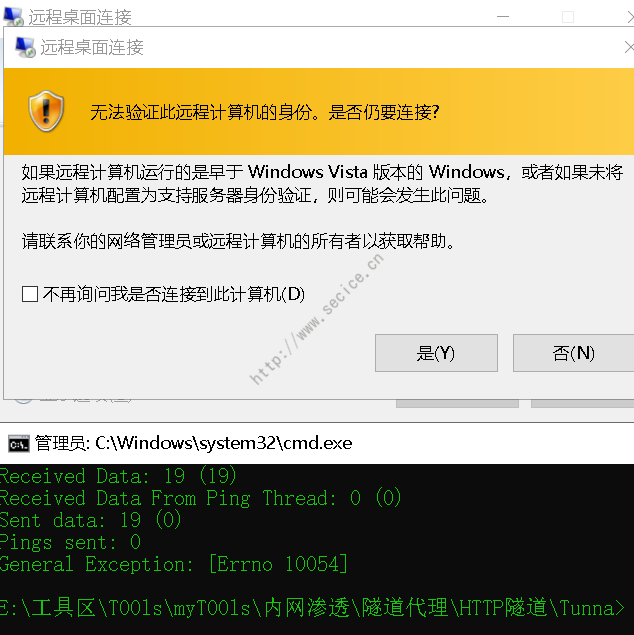 远程桌面连接
远程桌面连接
无法验证此远程计算机的身份。是否仍要连接?
如果远程计算机运行的是早于 Windows Vista 版本的 Windows，或者如果未将
远程计算机配置为支持服务器身份验证，则可能会发生此问题。
请联系你的网络管理员或远程计算机的所有者以获取帮助。
不再询问我是否连接到此计算机(D)
http://www.secice.cn
是(Y) 否(N)
管理员: C:\Windows\system32\cmd.exe
Received Data: 19 (19)
Received Data From Ping Thread: 0 (0)
Sent data: 19 (0)
Pings sent: 0
General Exception: [Errno 10054]
E:\工具区\T00ls\myT00ls\内网渗透\隧道代理\HTTP隧道\Tunna>